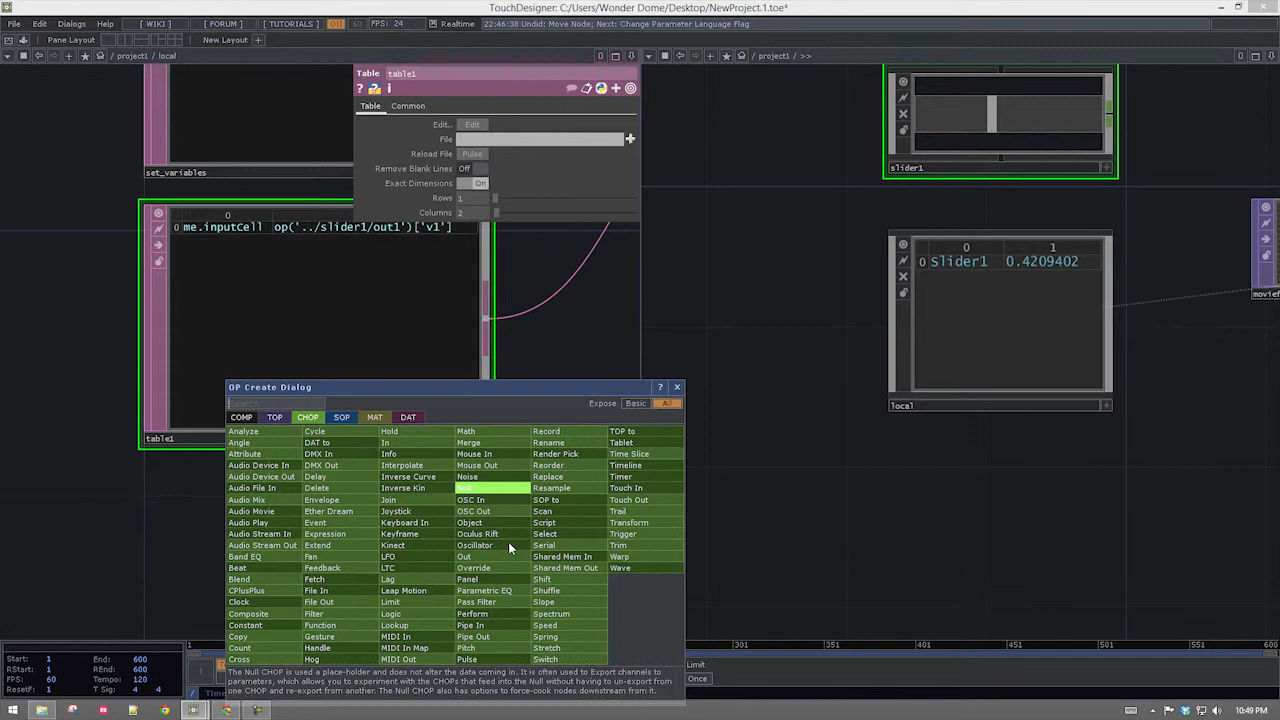 TouchDesigner: C:/Users/Wonder Dome/Desktop/NewProject.1.toe*
File Edit Dialogs Help [ WIKI ] [ FORUM ] [ TUTORIALS ] O|I 60 FPS: 24 Realtime 22:46:38 Undid: Move Node; Next: Change Parameter Language Flag
Pane Layout New Layout +
/ project1 / local 0
/ project1 / >> 0
Table table1
? i
Table Common
Edit.. Edit
File
Reload File Pulse
Remove Blank Lines Off
Exact Dimensions On
Rows 1
Columns 2
set_variables
0
0 me.inputCell op('../slider1/out1')['v1']
table1
slider1
0 1
0 slider1 0.4209402
local
OP Create Dialog ? x
Search Expose Basic All
COMP TOP CHOP SOP MAT DAT
Analyze Cycle Hold Math Record TOP to
Angle DAT to In Merge Rename Tablet
Attribute DMX In Info Mouse In Render Pick Time Slice
Audio Device In DMX Out Interpolate Mouse Out Reorder Timeline
Audio Device Out Delay Inverse Curve Noise Replace Timer
Audio File In Delete Inverse Kin Null Resample Touch In
Audio Mix Envelope Join OSC In SOP to Touch Out
Audio Movie Ether Dream Joystick OSC Out Scan Trail
Audio Play Event Keyboard In Object Script Transform
Audio Stream In Expression Keyframe Oculus Rift Select Trigger
Audio Stream Out Extend Kinect Oscillator Serial Trim
Band EQ Fan LFO Out Shared Mem In Warp
Beat Feedback LTC Override Shared Mem Out Wave
Blend Fetch Lag Panel Shift
CPlusPlus File In Leap Motion Parametric EQ Shuffle
Clock File Out Limit Pass Filter Slope
Composite Filter Logic Perform Spectrum
Constant Function Lookup Pipe In Speed
Copy Gesture MIDI In Pipe Out Spring
Count Handle MIDI In Map Pitch Stretch
Cross Hog MIDI Out Pulse Switch
The Null CHOP is used a place-holder and does not alter the data coming in. It is often used to Export channels to
parameters, which allows you to experiment with the CHOPs that feed into the Null without having to un-export from
one CHOP and re-export from another. The Null CHOP also has options to force-cook nodes downstream from it.
Start: 1 End: 600
RStart: 1 REnd: 600
FPS: 60 Tempo: 120
ResetF: 1 T Sig: 4 4
1 301 401 501 600
Limit
Once
10:49 PM